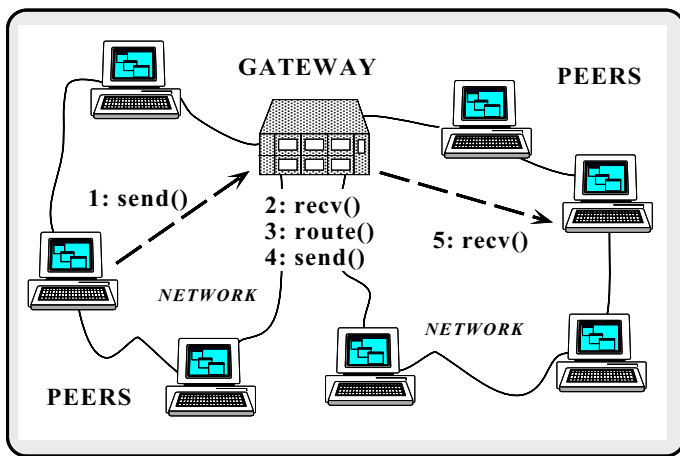 GATEWAY
PEERS
1: send()
2: recv()
3: route()
4: send()
5: recv()
NETWORK
NETWORK
PEERS